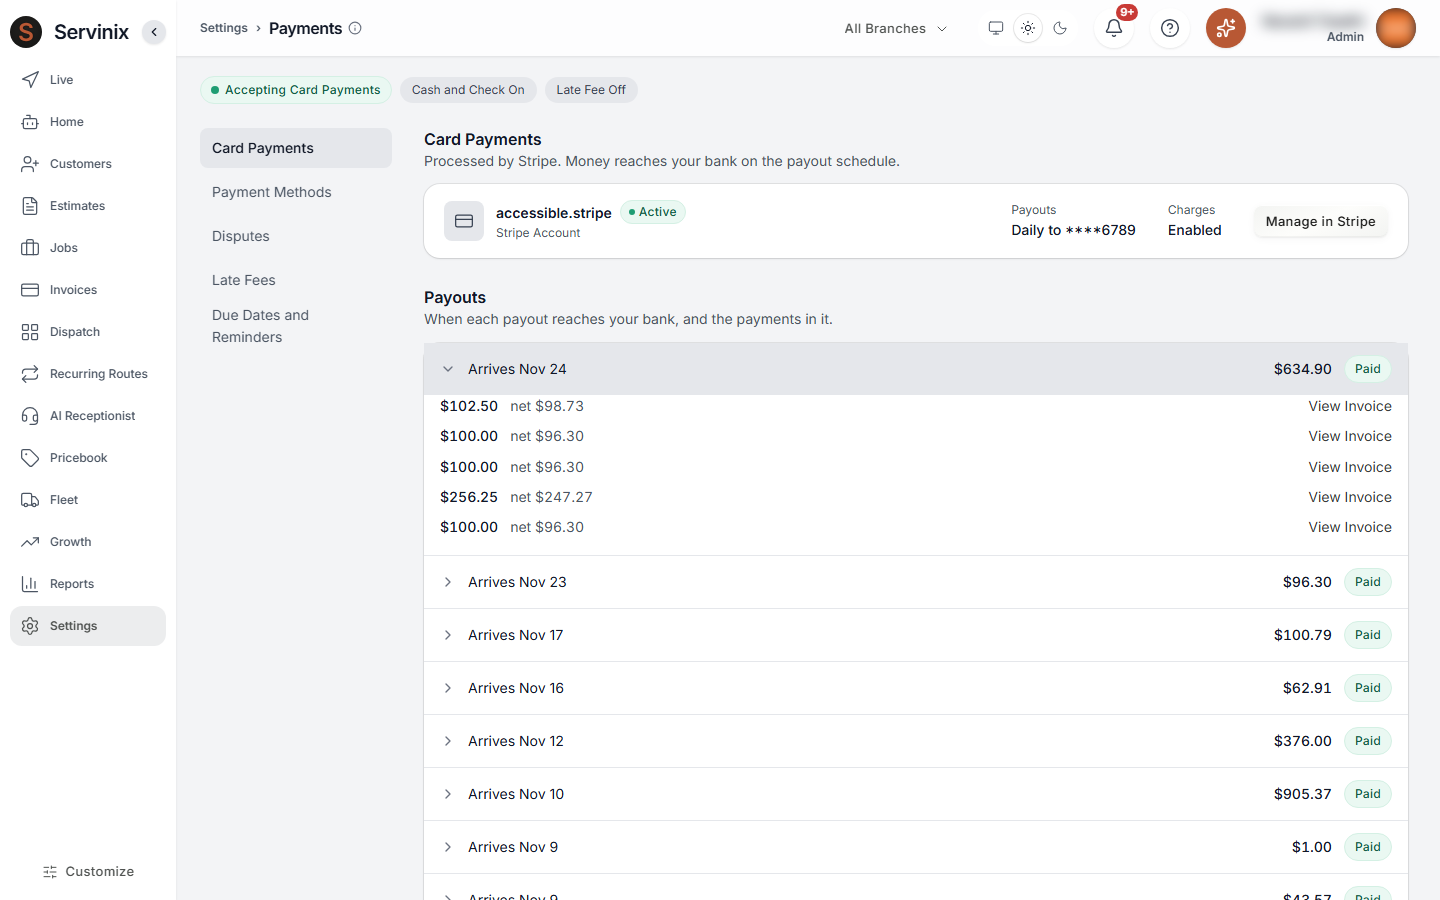 Servinix
Settings › Payments
All Branches
9+
Admin
Live
Home
Customers
Estimates
Jobs
Invoices
Dispatch
Recurring Routes
AI Receptionist
Pricebook
Fleet
Growth
Reports
Settings
Customize
Accepting Card Payments
Cash and Check On
Late Fee Off
Card Payments
Payment Methods
Disputes
Late Fees
Due Dates and
Reminders
Card Payments
Processed by Stripe. Money reaches your bank on the payout schedule.
accessible.stripe Active
Stripe Account
Payouts
Daily to ****6789
Charges
Enabled
Manage in Stripe
Payouts
When each payout reaches your bank, and the payments in it.
Arrives Nov 24 $634.90 Paid
$102.50 net $98.73 View Invoice
$100.00 net $96.30 View Invoice
$100.00 net $96.30 View Invoice
$256.25 net $247.27 View Invoice
$100.00 net $96.30 View Invoice
Arrives Nov 23 $96.30 Paid
Arrives Nov 17 $100.79 Paid
Arrives Nov 16 $62.91 Paid
Arrives Nov 12 $376.00 Paid
Arrives Nov 10 $905.37 Paid
Arrives Nov 9 $1.00 Paid
Arrives Nov 9 $43.57 Paid